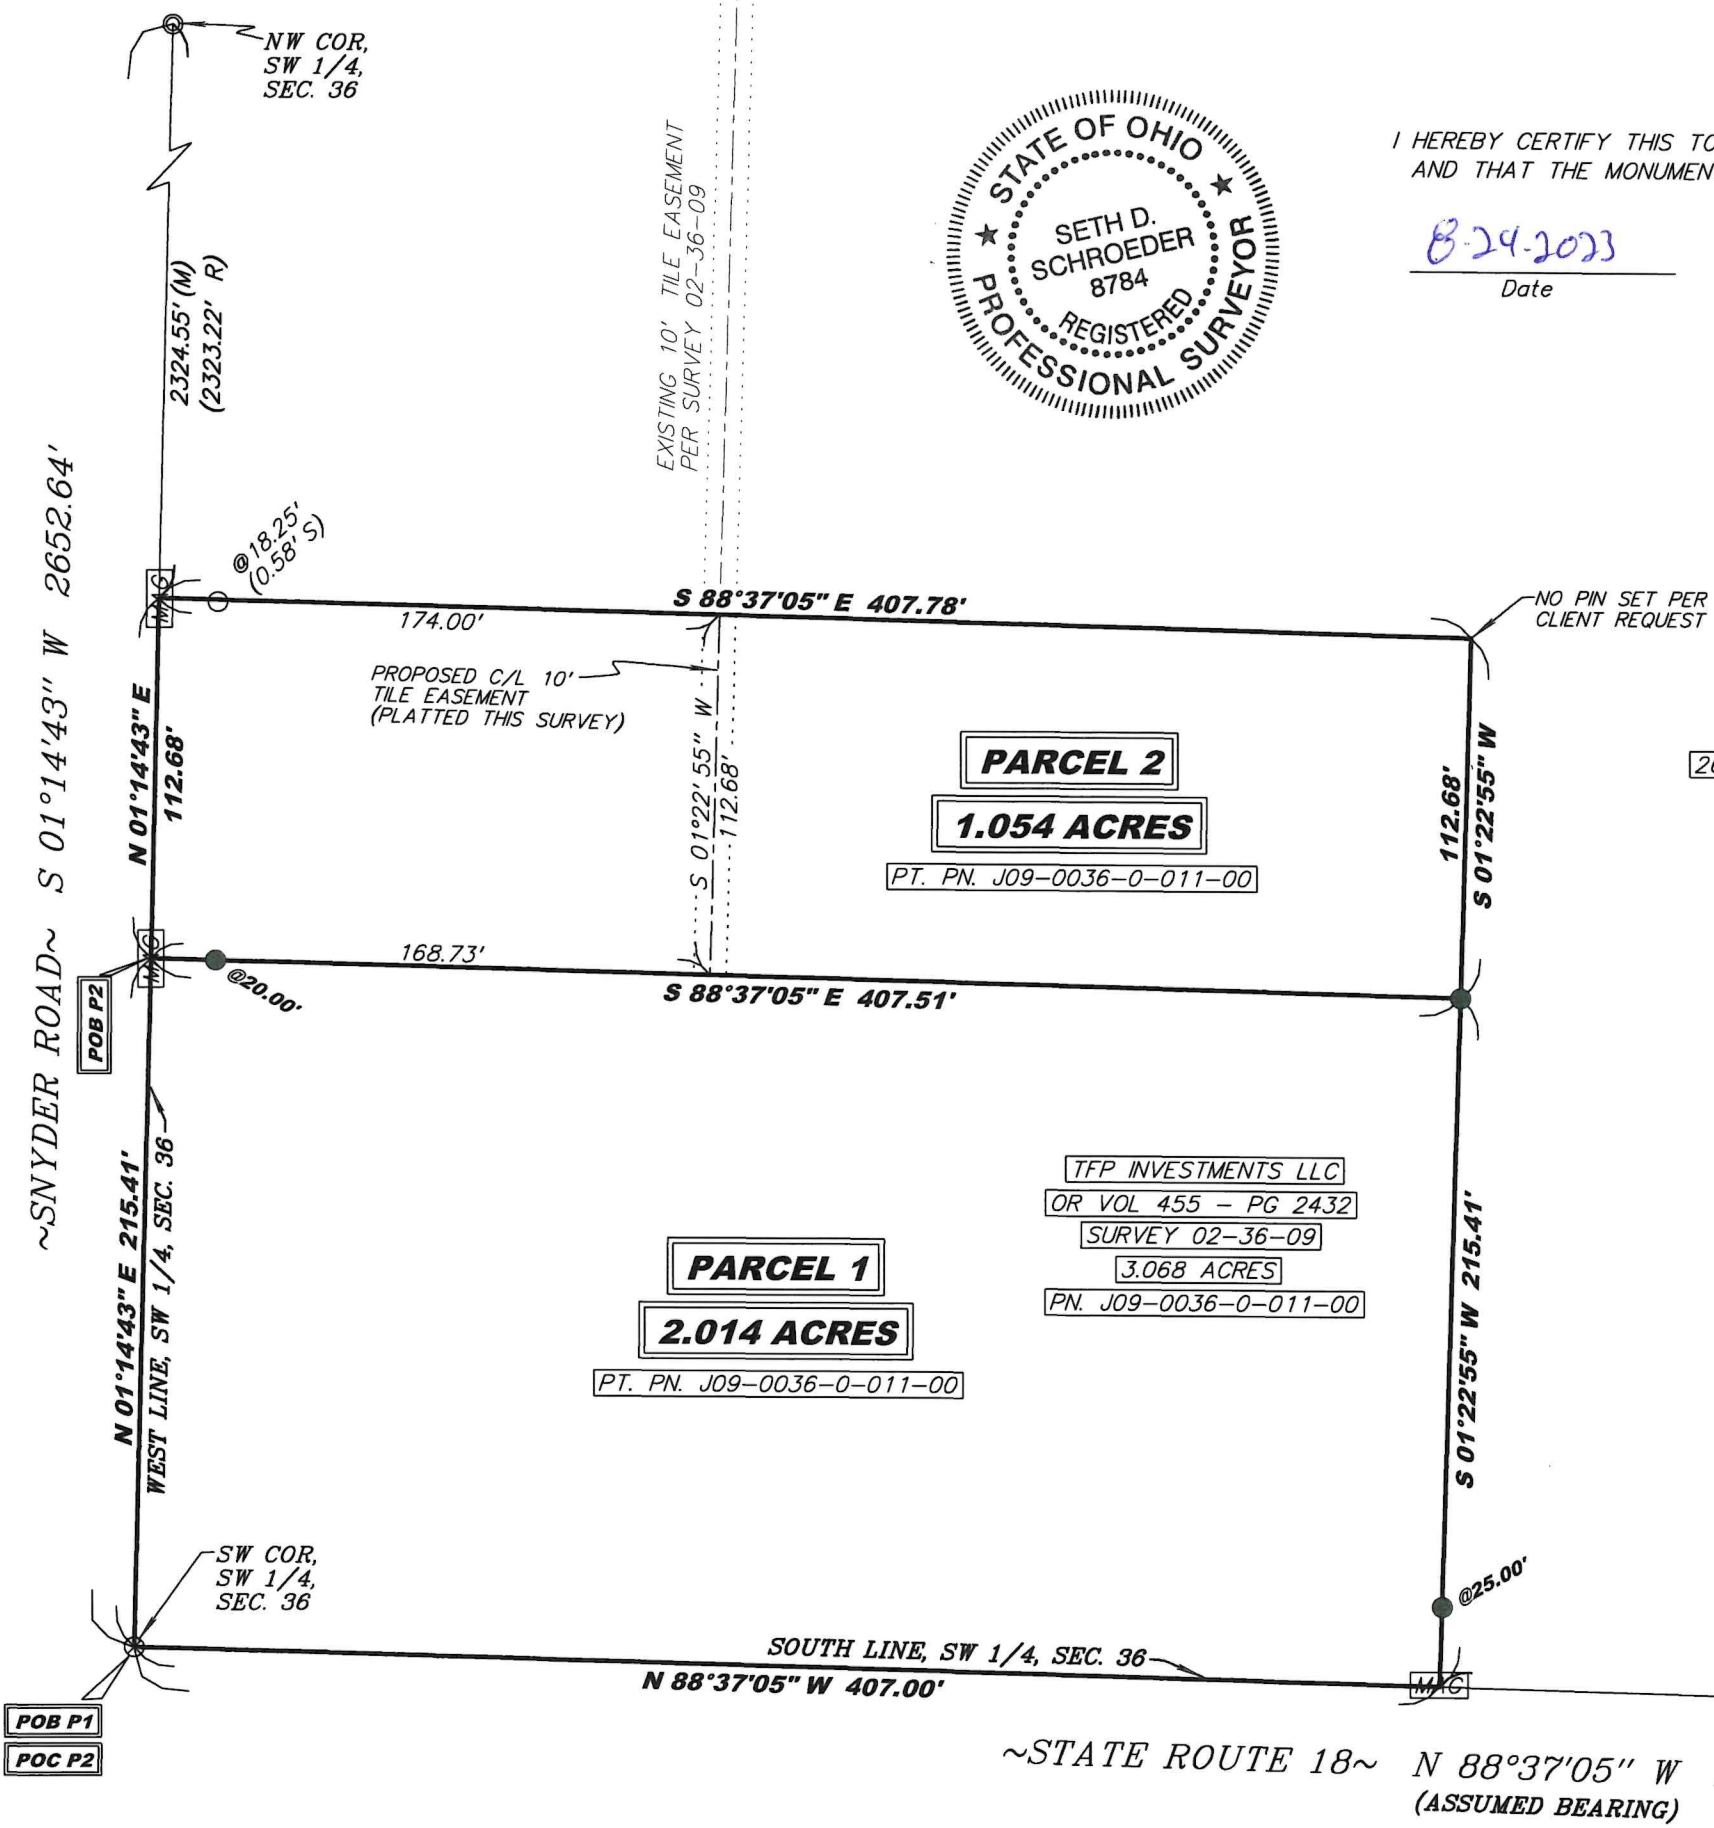 NW COR,
SW 1/4,
SEC. 36
I HEREBY CERTIFY THIS TO
AND THAT THE MONUMEN
8-24-2023
Date
STATE OF OHIO
SETH D.
SCHROEDER
8784
REGISTERED
PROFESSIONAL SURVEYOR
EXISTING 10' TILE EASEMENT
PER SURVEY 02-36-09
2324.55' (M)
(2323.22' R)
~SNYDER ROAD~ S 01°14'43" W 2652.64'
@18.25'
(0.58' S)
MAG
S 88°37'05" E 407.78'
174.00'
NO PIN SET PER
CLIENT REQUEST
PROPOSED C/L 10'
TILE EASEMENT
(PLATTED THIS SURVEY)
N 01°14'43" E
112.68'
S 01°22'55" W
112.68'
PARCEL 2
1.054 ACRES
PT. PN. J09-0036-0-011-00
112.68'
S 01°22'55" W
MAG
POB P2
@20.00'
168.73'
S 88°37'05" E 407.51'
N 01°14'43" E 215.41'
WEST LINE, SW 1/4, SEC. 36
TFP INVESTMENTS LLC
OR VOL 455 - PG 2432
SURVEY 02-36-09
3.068 ACRES
PN. J09-0036-0-011-00
PARCEL 1
2.014 ACRES
PT. PN. J09-0036-0-011-00
S 01°22'55" W 215.41'
@25.00'
SW COR,
SW 1/4,
SEC. 36
SOUTH LINE, SW 1/4, SEC. 36
N 88°37'05" W 407.00'
MAG
POB P1
POC P2
~STATE ROUTE 18~ N 88°37'05" W
(ASSUMED BEARING)